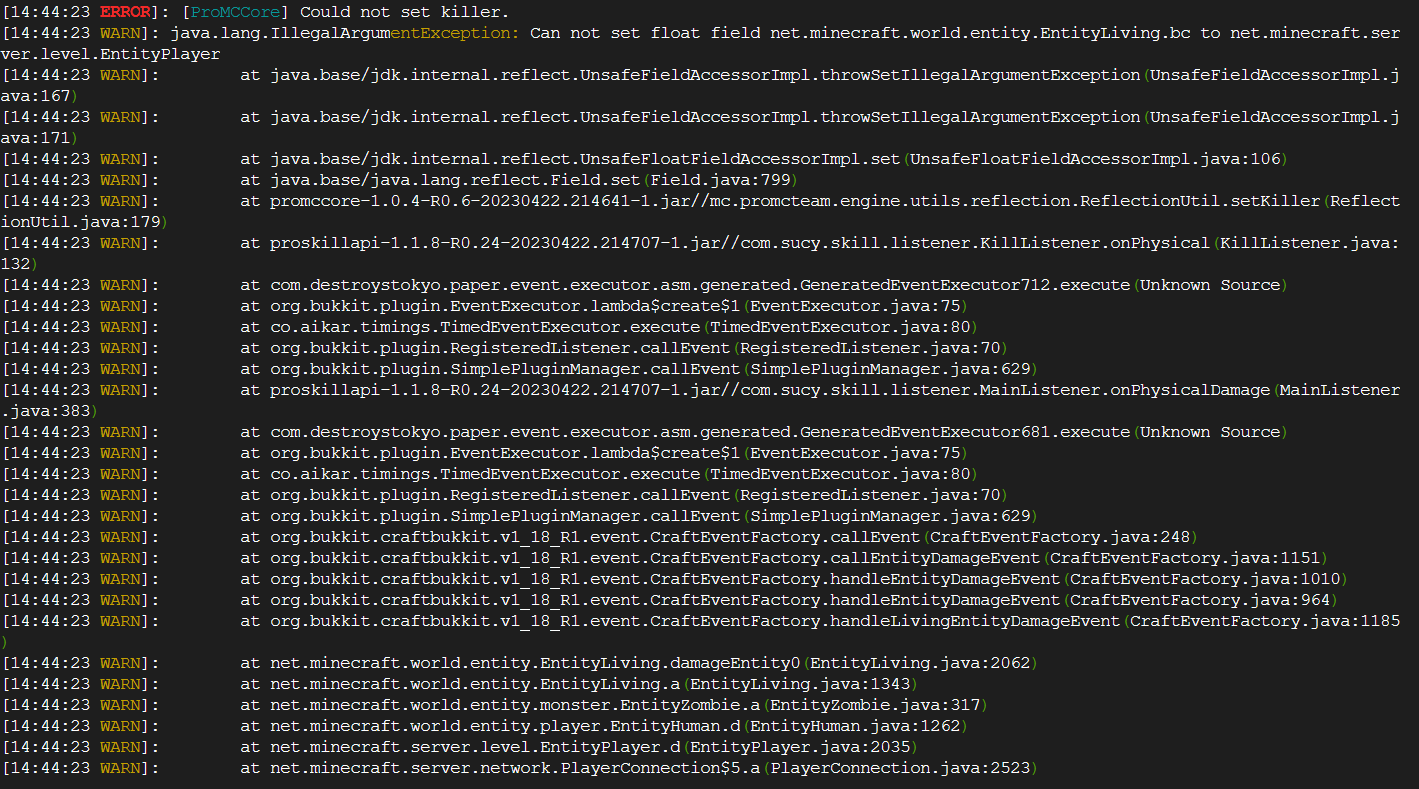 [14:44:23 ERROR]: [ProMCCore] Could not set killer.
[14:44:23 WARN]: java.lang.IllegalArgumentException: Can not set float field net.minecraft.world.entity.EntityLiving.bc to net.minecraft.ser
ver.level.EntityPlayer
[14:44:23 WARN]:        at java.base/jdk.internal.reflect.UnsafeFieldAccessorImpl.throwSetIllegalArgumentException(UnsafeFieldAccessorImpl.j
ava:167)
[14:44:23 WARN]:        at java.base/jdk.internal.reflect.UnsafeFieldAccessorImpl.throwSetIllegalArgumentException(UnsafeFieldAccessorImpl.j
ava:171)
[14:44:23 WARN]:        at java.base/jdk.internal.reflect.UnsafeFloatFieldAccessorImpl.set(UnsafeFloatFieldAccessorImpl.java:106)
[14:44:23 WARN]:        at java.base/java.lang.reflect.Field.set(Field.java:799)
[14:44:23 WARN]:        at promccore-1.0.4-R0.6-20230422.214641-1.jar//mc.promcteam.engine.utils.reflection.ReflectionUtil.setKiller(Reflect
ionUtil.java:179)
[14:44:23 WARN]:        at proskillapi-1.1.8-R0.24-20230422.214707-1.jar//com.sucy.skill.listener.KillListener.onPhysical(KillListener.java:
132)
[14:44:23 WARN]:        at com.destroystokyo.paper.event.executor.asm.generated.GeneratedEventExecutor712.execute(Unknown Source)
[14:44:23 WARN]:        at org.bukkit.plugin.EventExecutor.lambda$create$1(EventExecutor.java:75)
[14:44:23 WARN]:        at co.aikar.timings.TimedEventExecutor.execute(TimedEventExecutor.java:80)
[14:44:23 WARN]:        at org.bukkit.plugin.RegisteredListener.callEvent(RegisteredListener.java:70)
[14:44:23 WARN]:        at org.bukkit.plugin.SimplePluginManager.callEvent(SimplePluginManager.java:629)
[14:44:23 WARN]:        at proskillapi-1.1.8-R0.24-20230422.214707-1.jar//com.sucy.skill.listener.MainListener.onPhysicalDamage(MainListener
.java:383)
[14:44:23 WARN]:        at com.destroystokyo.paper.event.executor.asm.generated.GeneratedEventExecutor681.execute(Unknown Source)
[14:44:23 WARN]:        at org.bukkit.plugin.EventExecutor.lambda$create$1(EventExecutor.java:75)
[14:44:23 WARN]:        at co.aikar.timings.TimedEventExecutor.execute(TimedEventExecutor.java:80)
[14:44:23 WARN]:        at org.bukkit.plugin.RegisteredListener.callEvent(RegisteredListener.java:70)
[14:44:23 WARN]:        at org.bukkit.plugin.SimplePluginManager.callEvent(SimplePluginManager.java:629)
[14:44:23 WARN]:        at org.bukkit.craftbukkit.v1_18_R1.event.CraftEventFactory.callEvent(CraftEventFactory.java:248)
[14:44:23 WARN]:        at org.bukkit.craftbukkit.v1_18_R1.event.CraftEventFactory.callEntityDamageEvent(CraftEventFactory.java:1151)
[14:44:23 WARN]:        at org.bukkit.craftbukkit.v1_18_R1.event.CraftEventFactory.handleEntityDamageEvent(CraftEventFactory.java:1010)
[14:44:23 WARN]:        at org.bukkit.craftbukkit.v1_18_R1.event.CraftEventFactory.handleEntityDamageEvent(CraftEventFactory.java:964)
[14:44:23 WARN]:        at org.bukkit.craftbukkit.v1_18_R1.event.CraftEventFactory.handleLivingEntityDamageEvent(CraftEventFactory.java:1185
)
[14:44:23 WARN]:        at net.minecraft.world.entity.EntityLiving.damageEntity0(EntityLiving.java:2062)
[14:44:23 WARN]:        at net.minecraft.world.entity.EntityLiving.a(EntityLiving.java:1343)
[14:44:23 WARN]:        at net.minecraft.world.entity.monster.EntityZombie.a(EntityZombie.java:317)
[14:44:23 WARN]:        at net.minecraft.world.entity.player.EntityHuman.d(EntityHuman.java:1262)
[14:44:23 WARN]:        at net.minecraft.server.level.EntityPlayer.d(EntityPlayer.java:2035)
[14:44:23 WARN]:        at net.minecraft.server.network.PlayerConnection$5.a(PlayerConnection.java:2523)